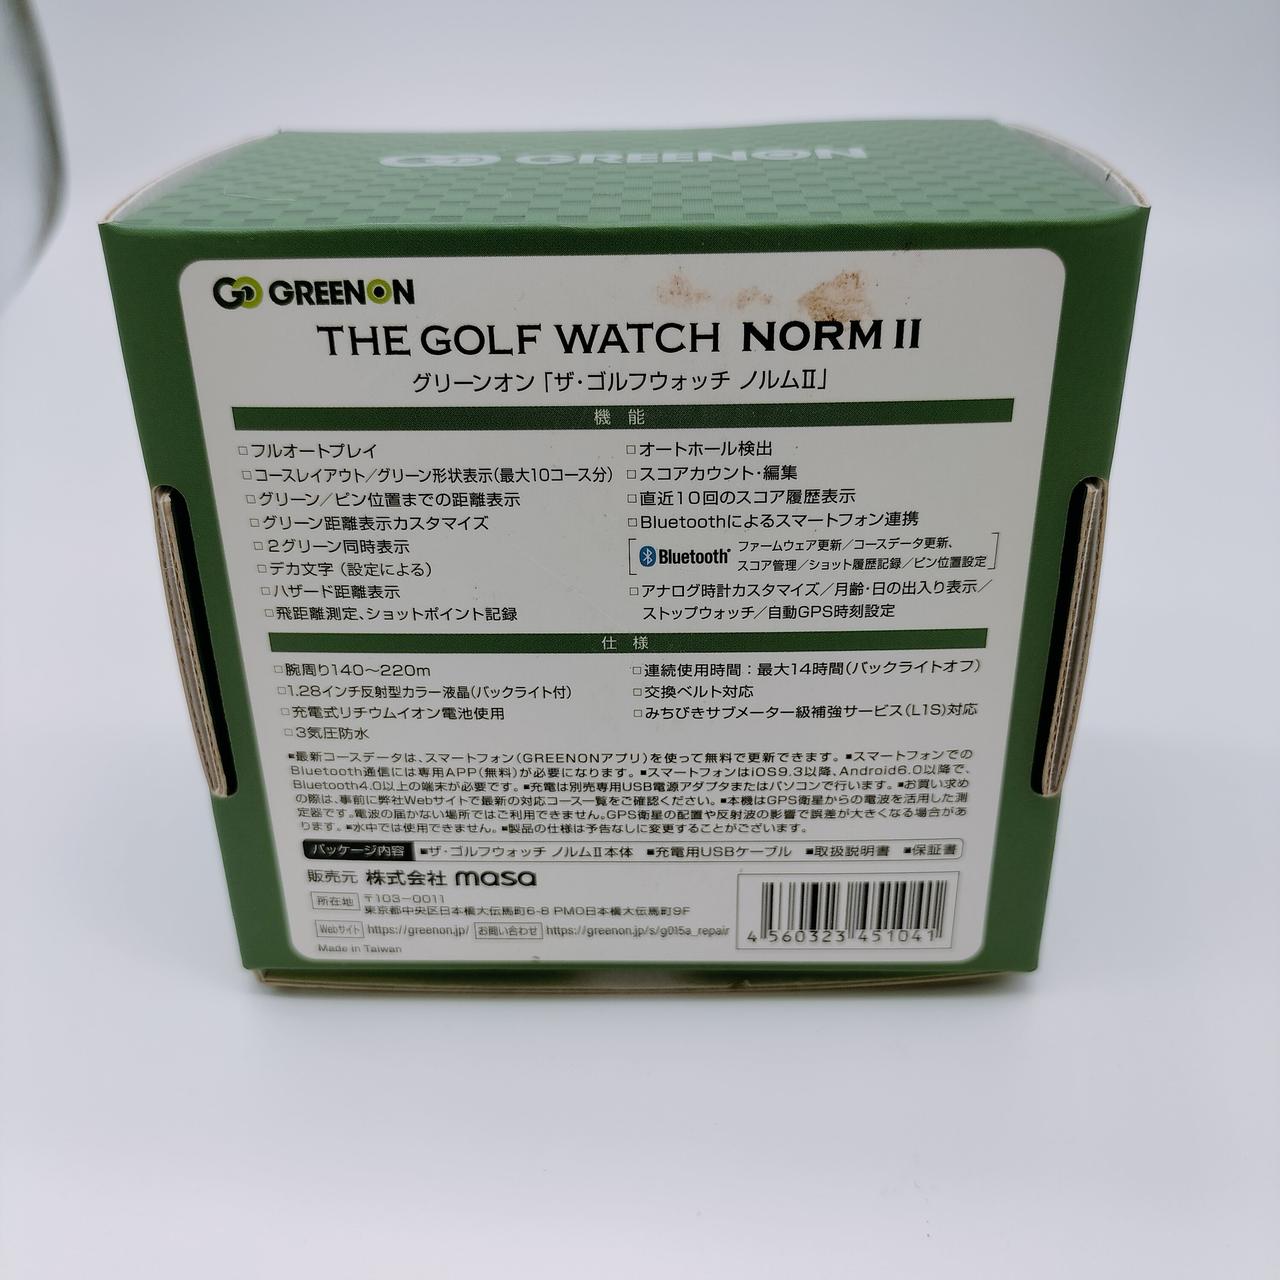 GREENON
GREENON
THE GOLF WATCH NORM II
グリーンオン「ザ・ゴルフウォッチ ノルムⅡ」
機 能
□フルオートプレイ
□コースレイアウト／グリーン形状表示(最大10コース分)
□グリーン／ピン位置までの距離表示
□グリーン距離表示カスタマイズ
□2グリーン同時表示
□デカ文字(設定による)
□ハザード距離表示
□飛距離測定、ショットポイント記録
□オートホール検出
□スコアカウント・編集
□直近10回のスコア履歴表示
□Bluetoothによるスマートフォン連携
Bluetooth ファームウェア更新／コースデータ更新、
スコア管理／ショット履歴記録／ピン位置設定
□アナログ時計カスタマイズ／月齢・日の出入り表示／
ストップウォッチ／自動GPS時刻設定
仕 様
□腕周り140～220m
□1.28インチ反射型カラー液晶(バックライト付)
□充電式リチウムイオン電池使用
□3気圧防水
□連続使用時間：最大14時間(バックライトオフ)
□交換ベルト対応
□みちびきサブメーター級補強サービス(L1S)対応
■最新コースデータは、スマートフォン(GREENONアプリ)を使って無料で更新できます。■スマートフォンでの
Bluetooth通信には専用APP(無料)が必要になります。■スマートフォンはiOS9.3以降、Android6.0以降で、
Bluetooth4.0以上の端末が必要です。■充電は別売専用USB電源アダプタまたはパソコンで行います。■お買い求め
の際は、事前に弊社Webサイトで最新の対応コース一覧をご確認ください。■本機はGPS衛星からの電波を活用した測
定器です。電波の届かない場所ではご利用できません。GPS衛星の配置や反射波の影響で誤差が大きくなる場合があ
ります。■水中では使用できません。■製品の仕様は予告なしに変更することがございます。
パッケージ内容 ■ザ・ゴルフウォッチ ノルムⅡ本体 ■充電用USBケーブル ■取扱説明書 ■保証書
販売元 株式会社 masa
所在地 〒103-0011
東京都中央区日本橋大伝馬町6-8 PMO日本橋大伝馬町9F
Webサイト https://greenon.jp/ お問い合わせ https://greenon.jp/s/g015a_repair
Made in Taiwan
4 560323 451041